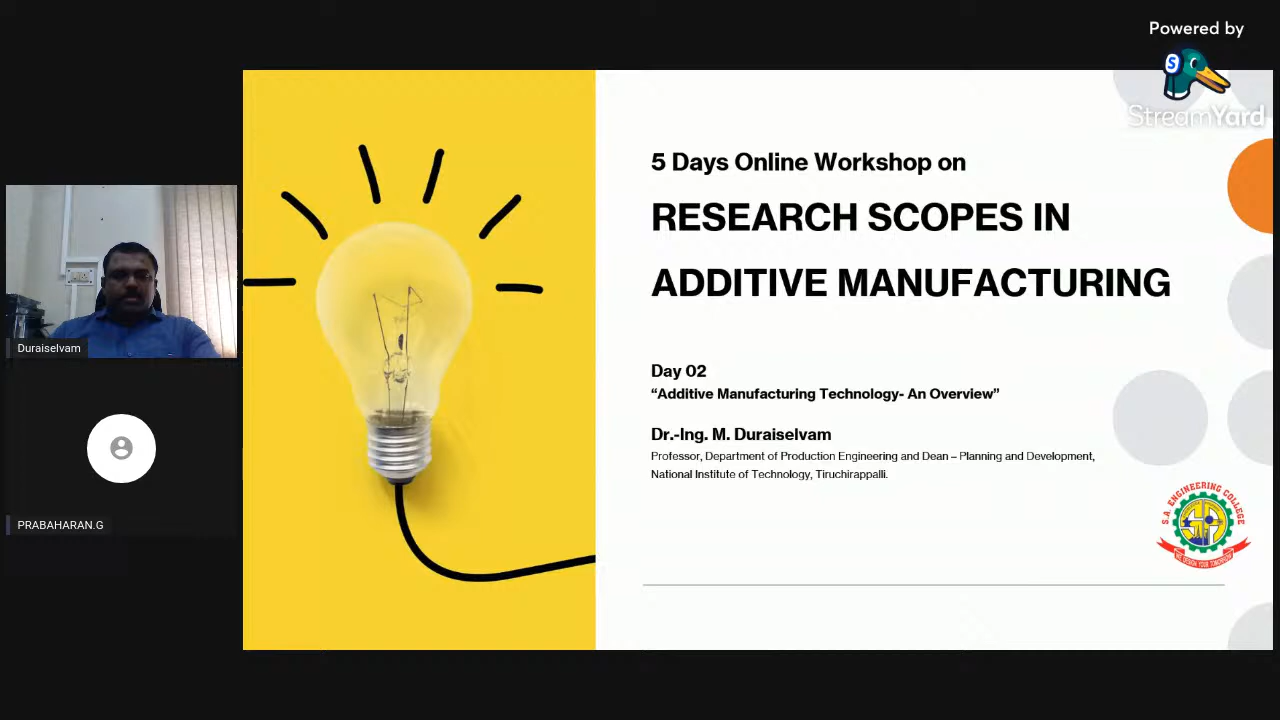 Powered by
StreamYard
5 Days Online Workshop on
RESEARCH SCOPES IN
ADDITIVE MANUFACTURING
Day 02
“Additive Manufacturing Technology- An Overview”
Dr.-Ing. M. Duraiselvam
Professor, Department of Production Engineering and Dean – Planning and Development,
National Institute of Technology, Tiruchirappalli.
S.A. ENGINEERING COLLEGE
Duraiselvam
PRABAHARAN.G